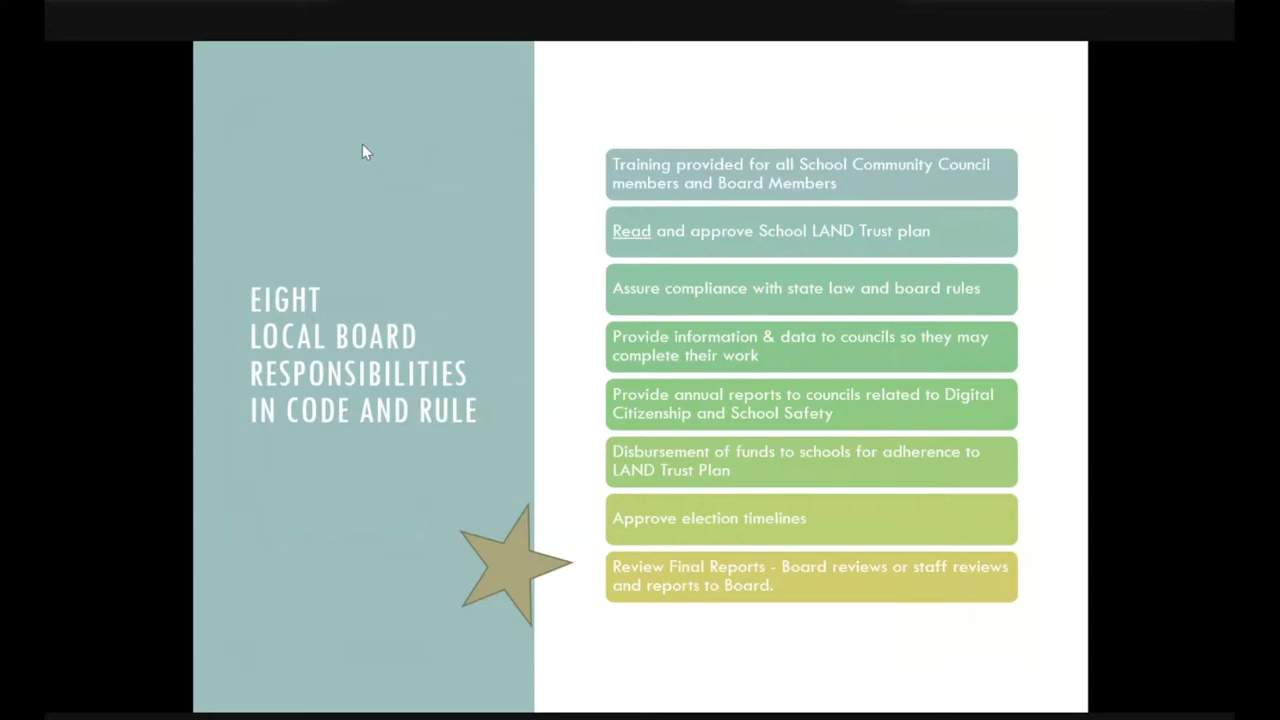 EIGHT
LOCAL BOARD
RESPONSIBILITIES
IN CODE AND RULE
Training provided for all School Community Council
members and Board Members
Read and approve School LAND Trust plan
Assure compliance with state law and board rules
Provide information & data to councils so they may
complete their work
Provide annual reports to councils related to Digital
Citizenship and School Safety
Disbursement of funds to schools for adherence to
LAND Trust Plan
Approve election timelines
Review Final Reports - Board reviews or staff reviews
and reports to Board.